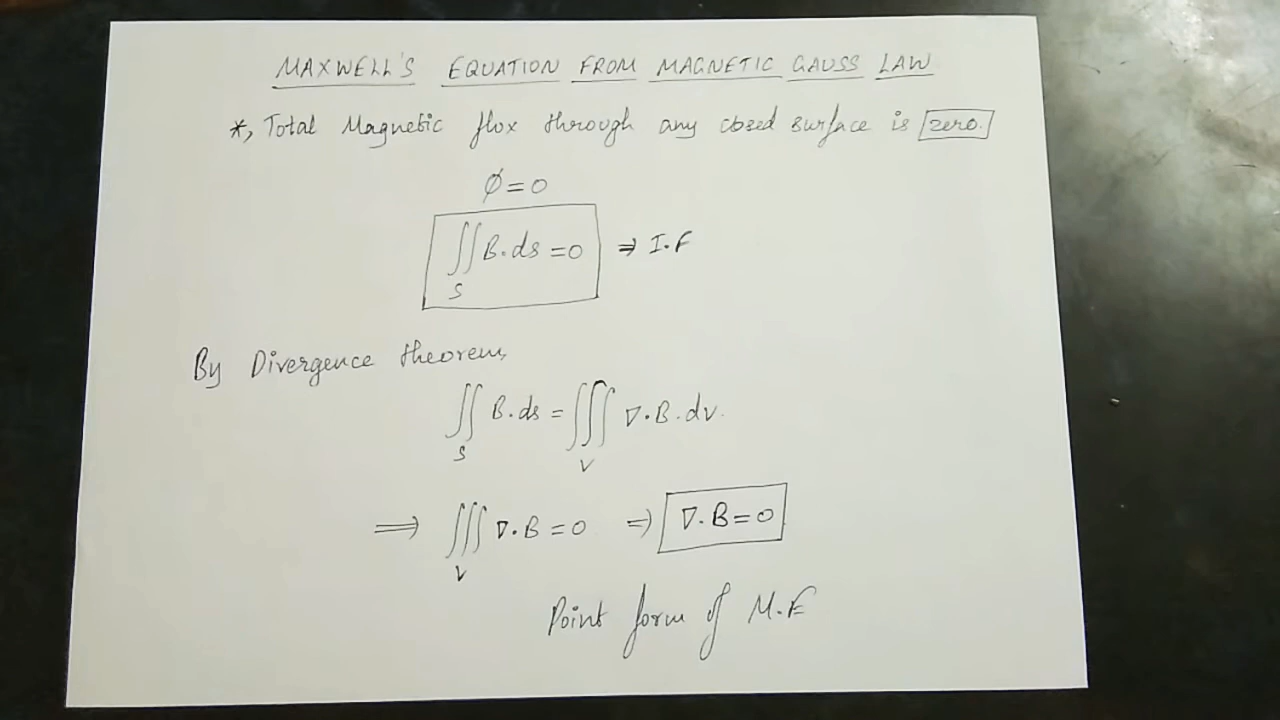 MAXWELL'S EQUATION FROM MAGNETIC GAUSS LAW
*, Total Magnetic flux through any closed surface is zero.
Ø = 0
∬ B.ds = 0 ⇒ I.F
S
By Divergence theorem,
∬ B.ds = ∭ ∇.B.dv.
S V
⟹ ∭ ∇.B = 0 ⇒ ∇.B = 0
V
Point form of M.E